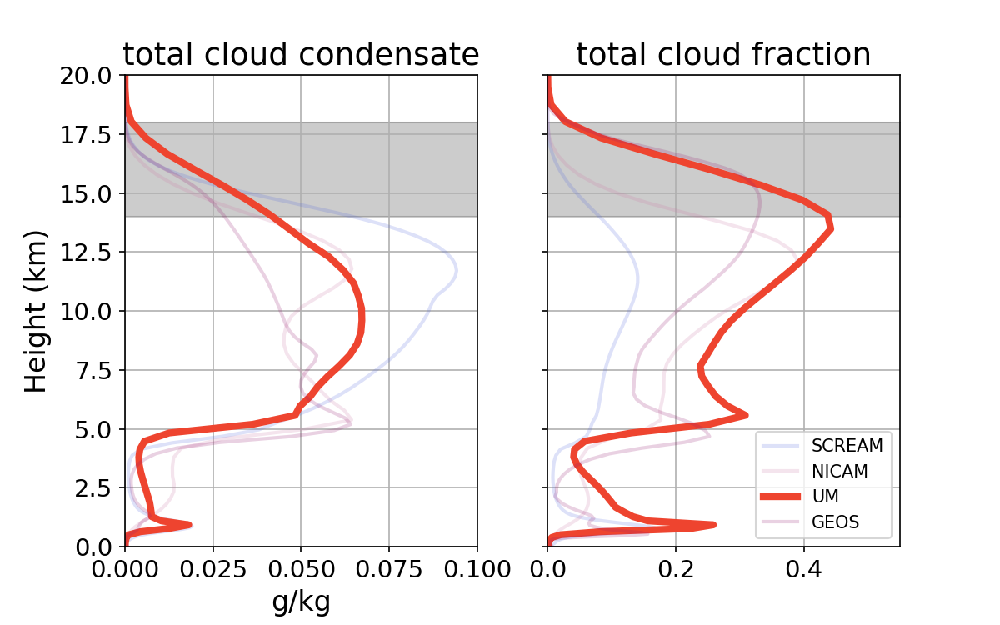 total cloud condensate
total cloud fraction
20.0
17.5
15.0
12.5
10.0
7.5
5.0
2.5
0.0
Height (km)
0.000 0.025 0.050 0.075 0.100
g/kg
0.0 0.2 0.4
SCREAM
NICAM
UM
GEOS